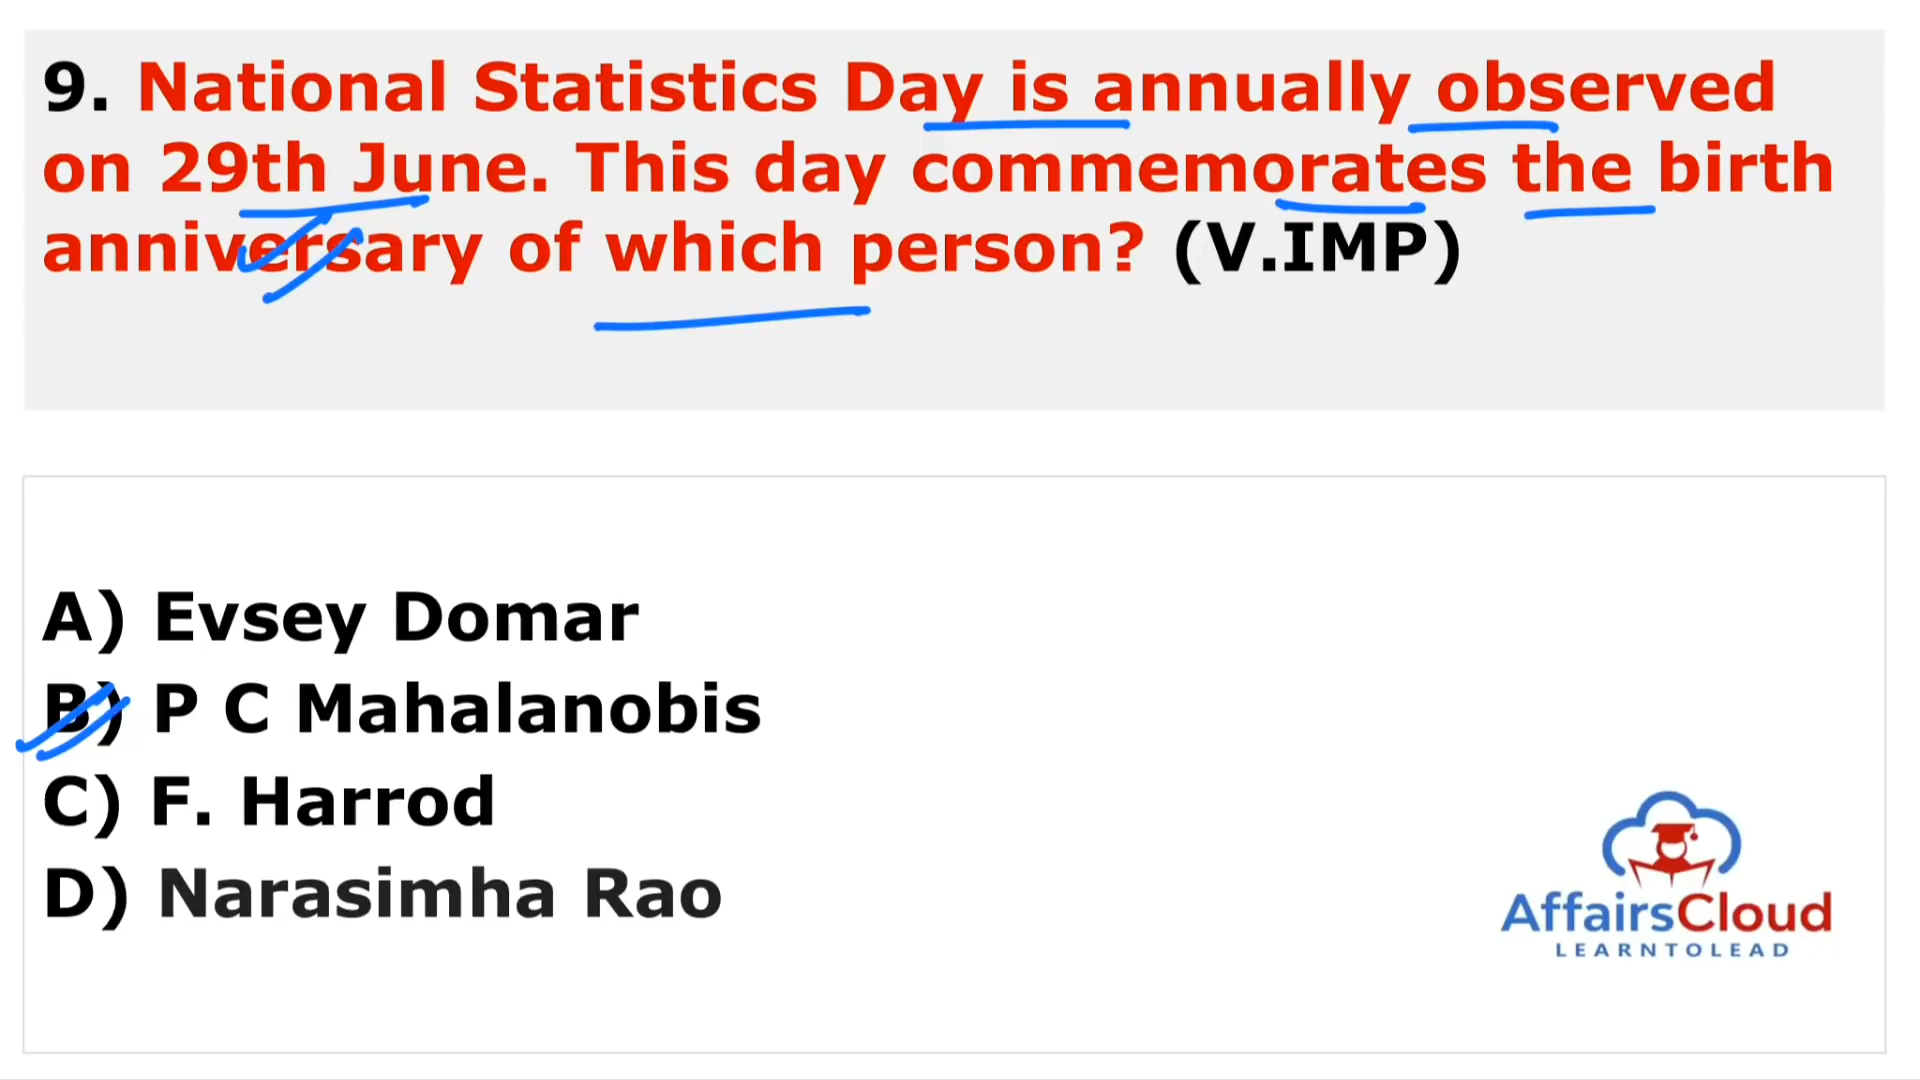 9. National Statistics Day is annually observed
on 29th June. This day commemorates the birth
anniversary of which person? (V.IMP)
A) Evsey Domar
B) P C Mahalanobis
C) F. Harrod
D) Narasimha Rao
AffairsCloud
LEARNTOLEAD